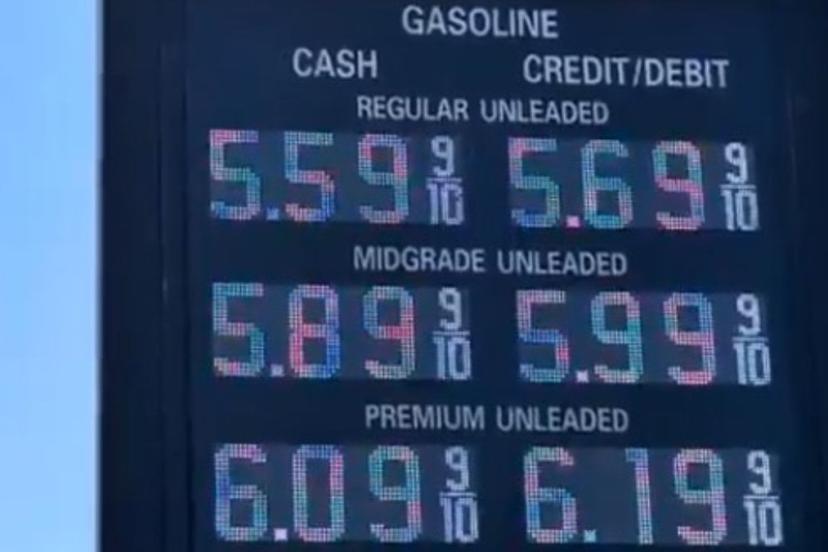 GASOLINE
CASH CREDIT/DEBIT
REGULAR UNLEADED
5.59 9/10 5.69 9/10
MIDGRADE UNLEADED
5.89 9/10 5.99 9/10
PREMIUM UNLEADED
6.09 9/10 6.19 9/10